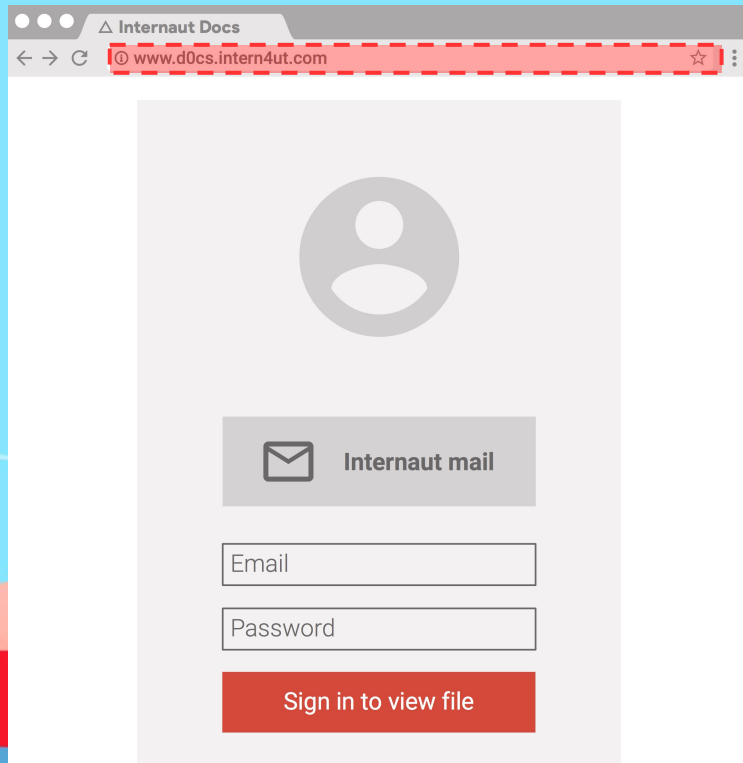 Internaut Docs
www.d0cs.intern4ut.com
Internaut mail
Email
Password
Sign in to view file